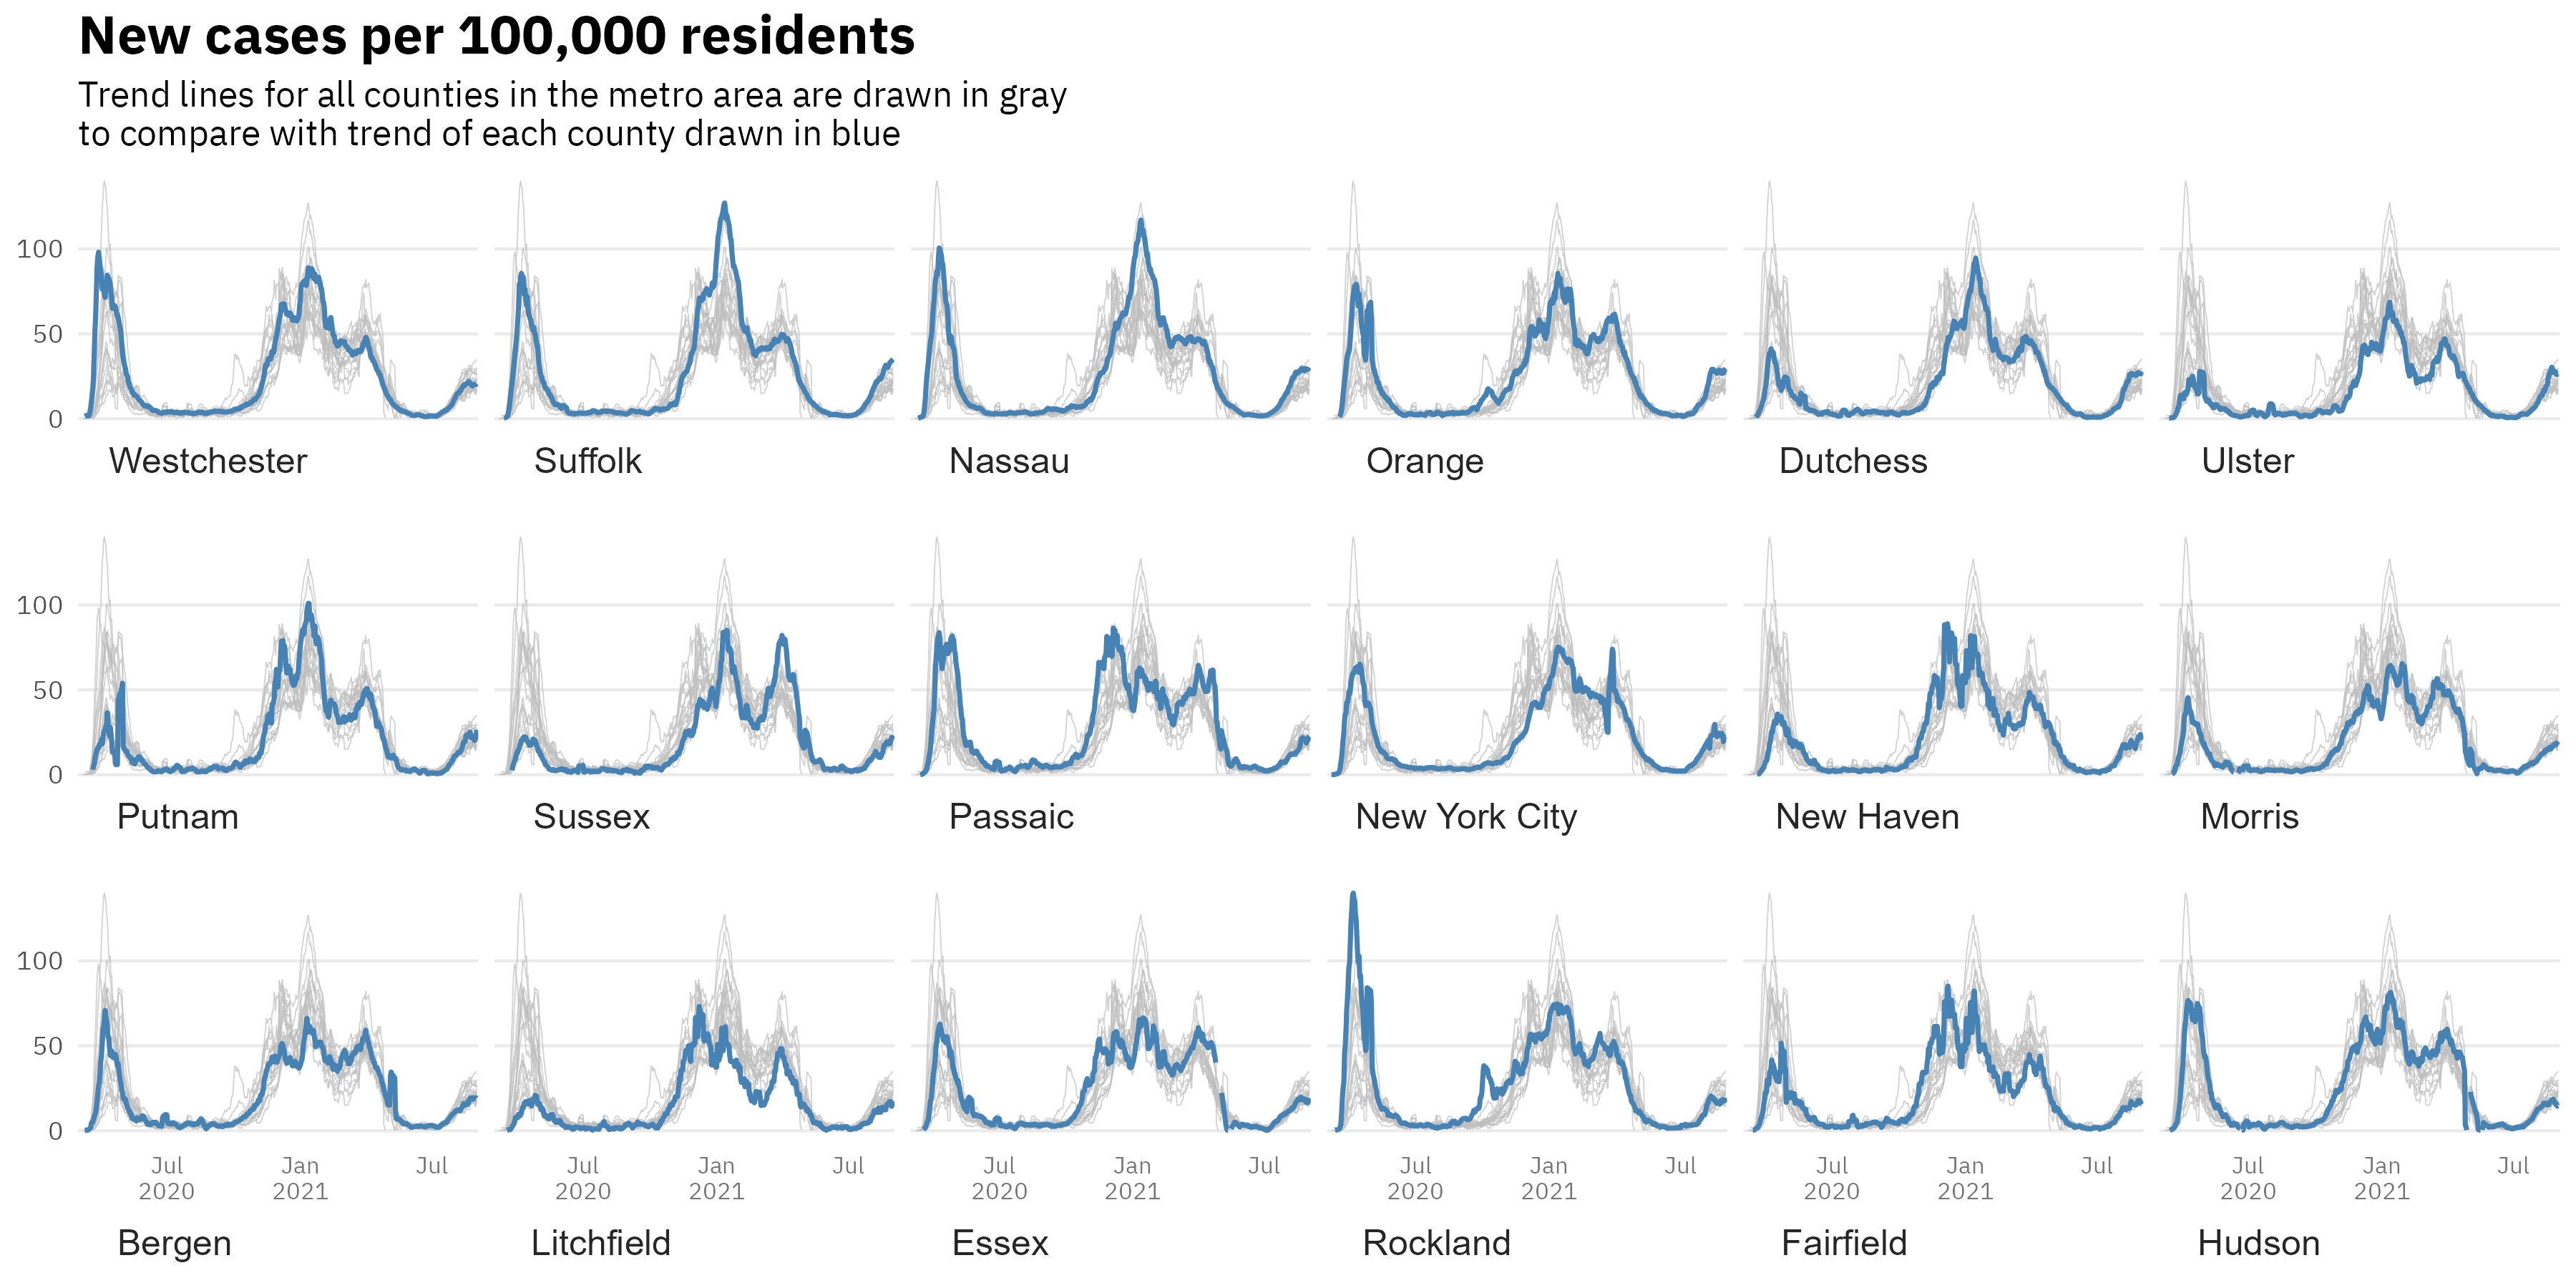 New cases per 100,000 residents
Trend lines for all counties in the metro area are drawn in gray
to compare with trend of each county drawn in blue
100
50
0
Westchester Suffolk Nassau Orange Dutchess Ulster
100
50
0
Putnam Sussex Passaic New York City New Haven Morris
100
50
0
Jul Jan Jul Jul Jan Jul Jul Jan Jul Jul Jan Jul Jul Jan Jul Jul Jan Jul
2020 2021 2020 2021 2020 2021 2020 2021 2020 2021 2020 2021
Bergen Litchfield Essex Rockland Fairfield Hudson